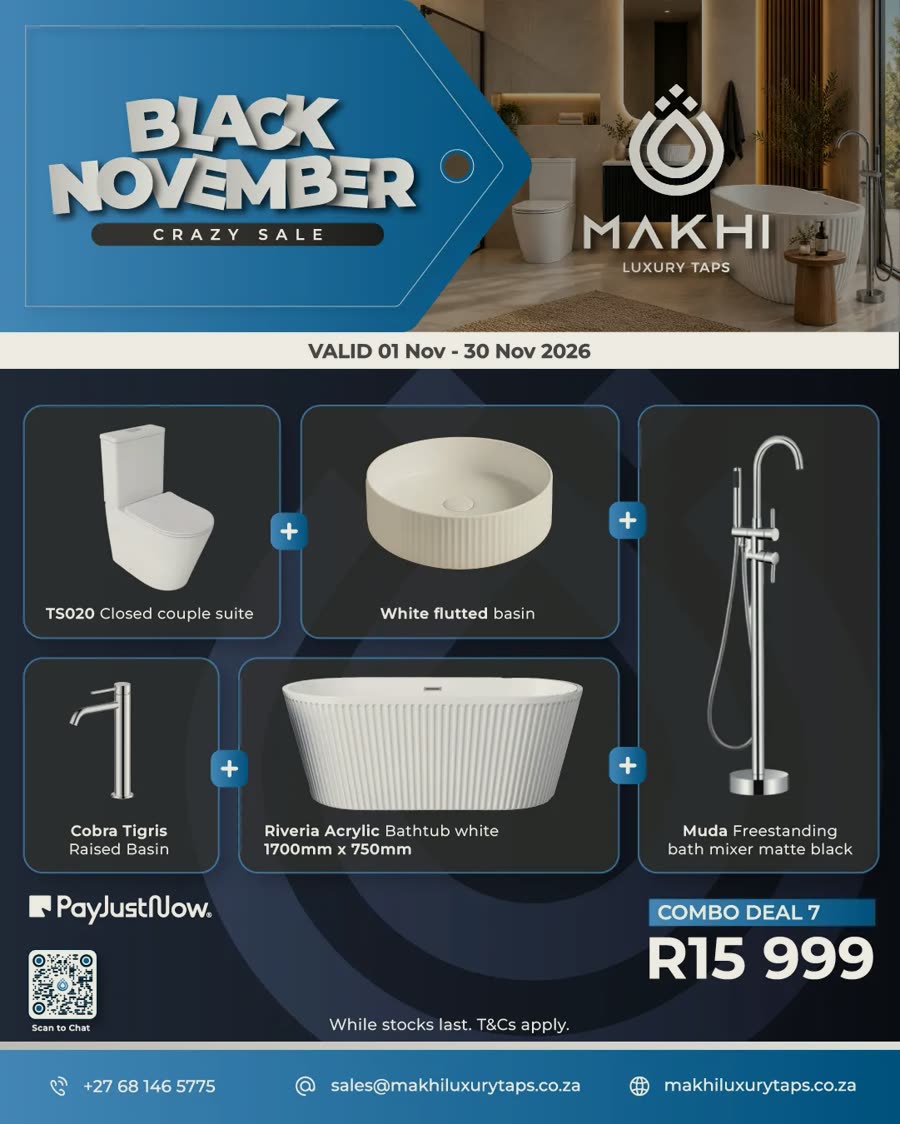 BLACK
NOVEMBER
CRAZY SALE
MAKHI
LUXURY TAPS
VALID 01 Nov - 30 Nov 2026
TS020 Closed couple suite
White flutted basin
Cobra Tigris
Raised Basin
Riveria Acrylic Bathtub white
1700mm x 750mm
Muda Freestanding
bath mixer matte black
PayJustNow.
COMBO DEAL 7
R15 999
Scan to Chat
While stocks last. T&Cs apply.
+27 68 146 5775
sales@makhiluxurytaps.co.za
makhiluxurytaps.co.za